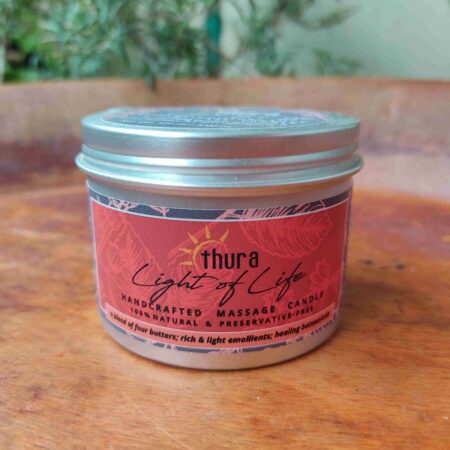 thura
Light of Life
HANDCRAFTED MASSAGE CANDLE
100% NATURAL & PRESERVATIVE-FREE
A blend of four butters; rich & light emollients; healing botanicals